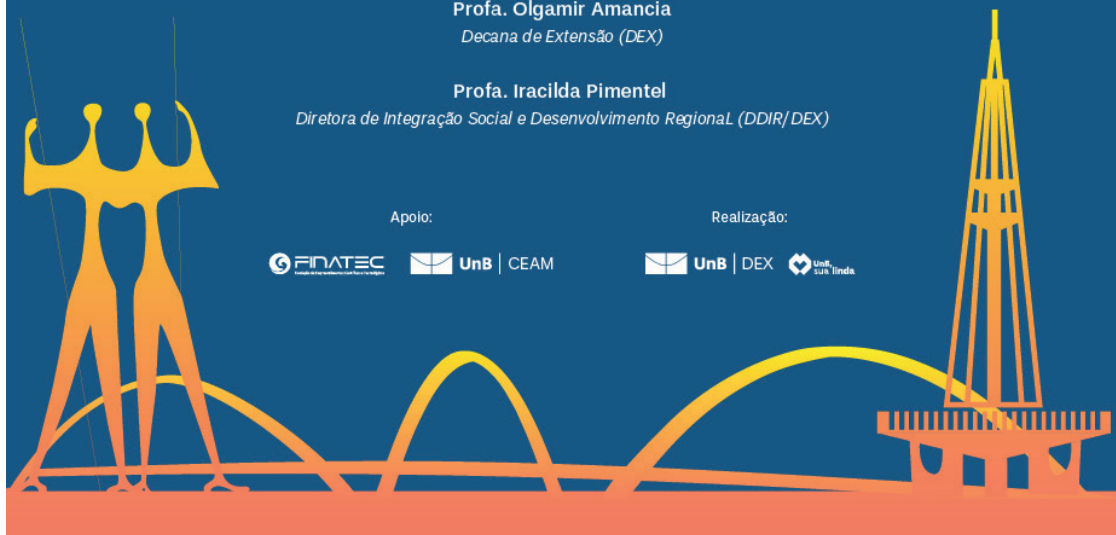 Profa. Olgamir Amancia
Decana de Extensão (DEX)
Profa. Iracilda Pimentel
Diretora de Integração Social e Desenvolvimento RegionaL (DDIR/DEX)
Apoio:
Realização:
FINATEC
UnB | CEAM
UnB | DEX
UnB,
sua linda